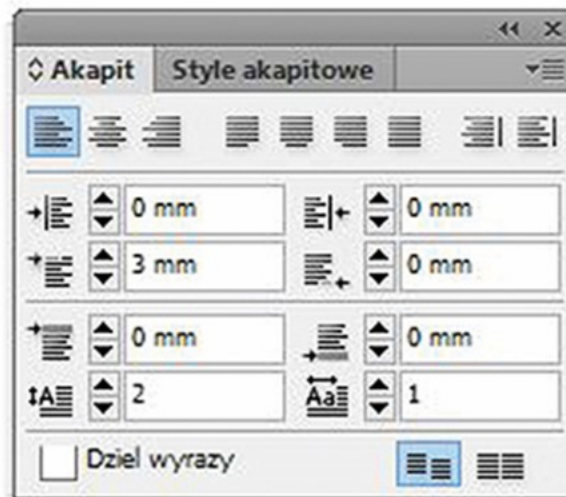 Akapit Style akapitowe
0 mm 0 mm
3 mm 0 mm
0 mm 0 mm
2 1
Dziel wyrazy